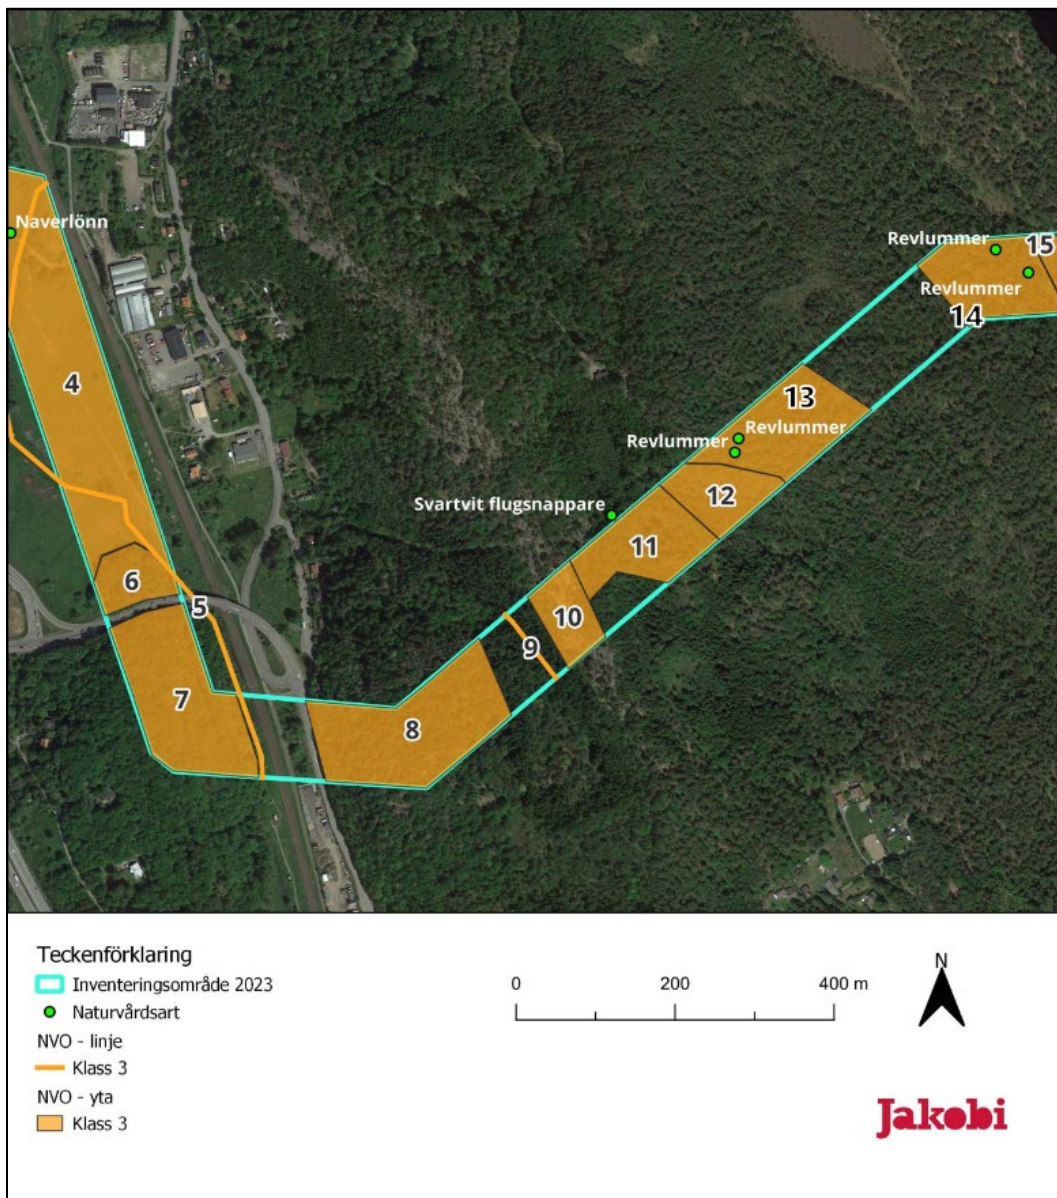 Naverlönn
Revlummer
15
Revlummer
14
4
13
Revlummer
Revlummer
12
Svartvit flugsnappare
11
6
5
10
9
7
8
Teckenförklaring
Inventeringsområde 2023
Naturvårdsart
NVO - linje
Klass 3
NVO - yta
Klass 3
0 200 400 m
N
Jakobi